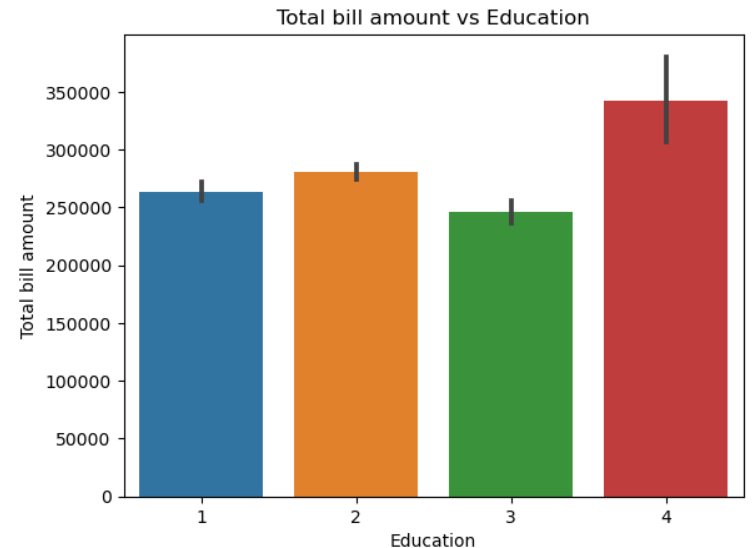 Total bill amount vs Education
Total bill amount
350000
300000
250000
200000
150000
100000
50000
0
1 2 3 4
Education